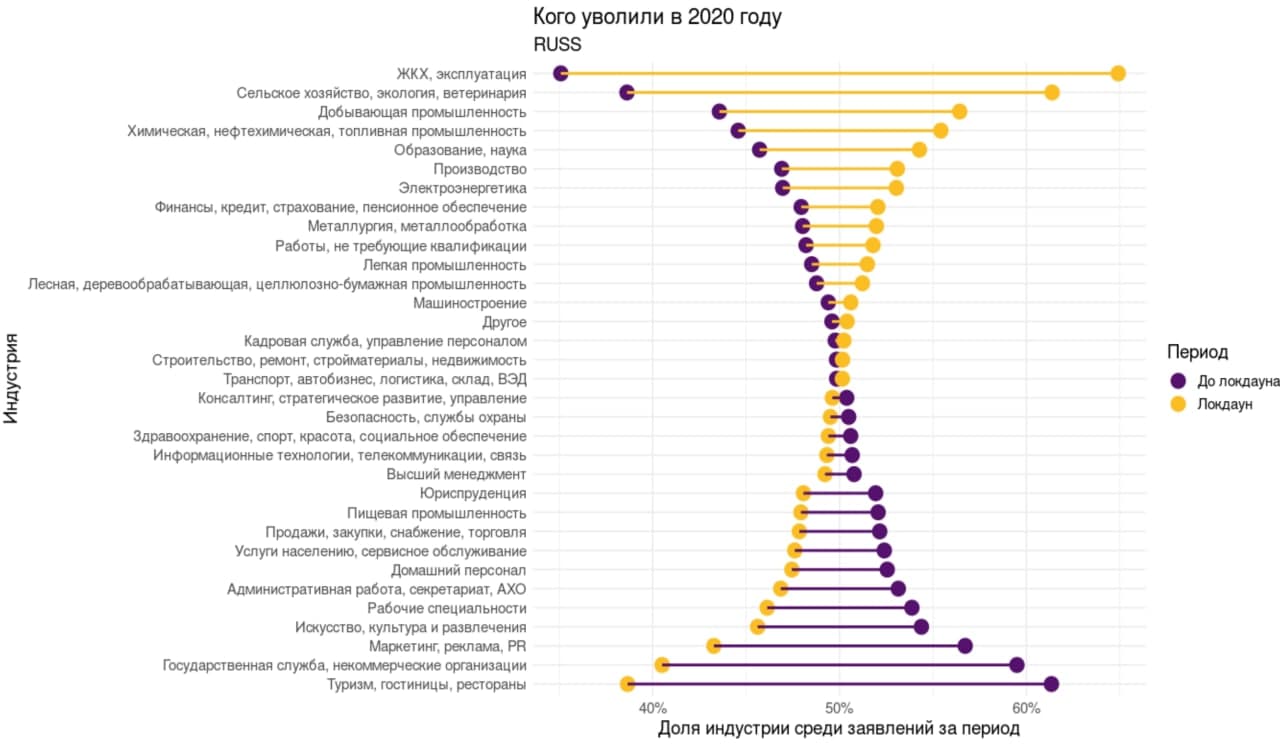 Кого уволили в 2020 году
RUSS
ЖКХ, эксплуатация
Сельское хозяйство, экология, ветеринария
Добывающая промышленность
Химическая, нефтехимическая, топливная промышленность
Образование, наука
Производство
Электроэнергетика
Финансы, кредит, страхование, пенсионное обеспечение
Металлургия, металлообработка
Работы, не требующие квалификации
Легкая промышленность
Лесная, деревообрабатывающая, целлюлозно-бумажная промышленность
Машиностроение
Другое
Кадровая служба, управление персоналом
Строительство, ремонт, стройматериалы, недвижимость
Транспорт, автобизнес, логистика, склад, ВЭД
Консалтинг, стратегическое развитие, управление
Безопасность, службы охраны
Здравоохранение, спорт, красота, социальное обеспечение
Информационные технологии, телекоммуникации, связь
Высший менеджмент
Юриспруденция
Пищевая промышленность
Продажи, закупки, снабжение, торговля
Услуги населению, сервисное обслуживание
Домашний персонал
Административная работа, секретариат, АХО
Рабочие специальности
Искусство, культура и развлечения
Маркетинг, реклама, PR
Государственная служба, некоммерческие организации
Туризм, гостиницы, рестораны
Индустрия
40% 50% 60%
Доля индустрии среди заявлений за период
Период
До локдауна
Локдаун